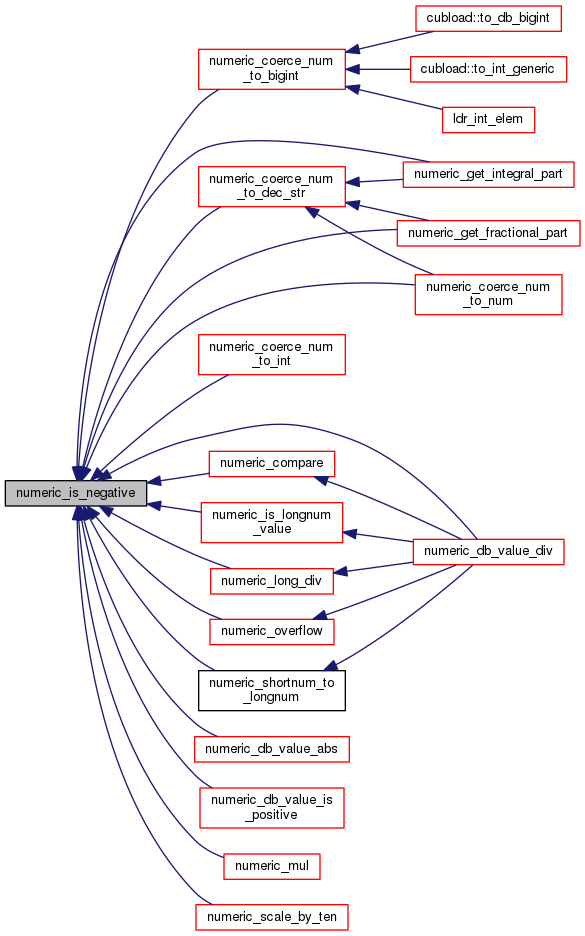 cubload::to_db_bigint
numeric_coerce_num
_to_bigint
cubload::to_int_generic
ldr_int_elem
numeric_get_integral_part
numeric_coerce_num
_to_dec_str
numeric_get_fractional_part
numeric_coerce_num
_to_num
numeric_coerce_num
_to_int
numeric_compare
numeric_is_negative
numeric_is_longnum
_value
numeric_db_value_div
numeric_long_div
numeric_overflow
numeric_shortnum_to
_longnum
numeric_db_value_abs
numeric_db_value_is
_positive
numeric_mul
numeric_scale_by_ten